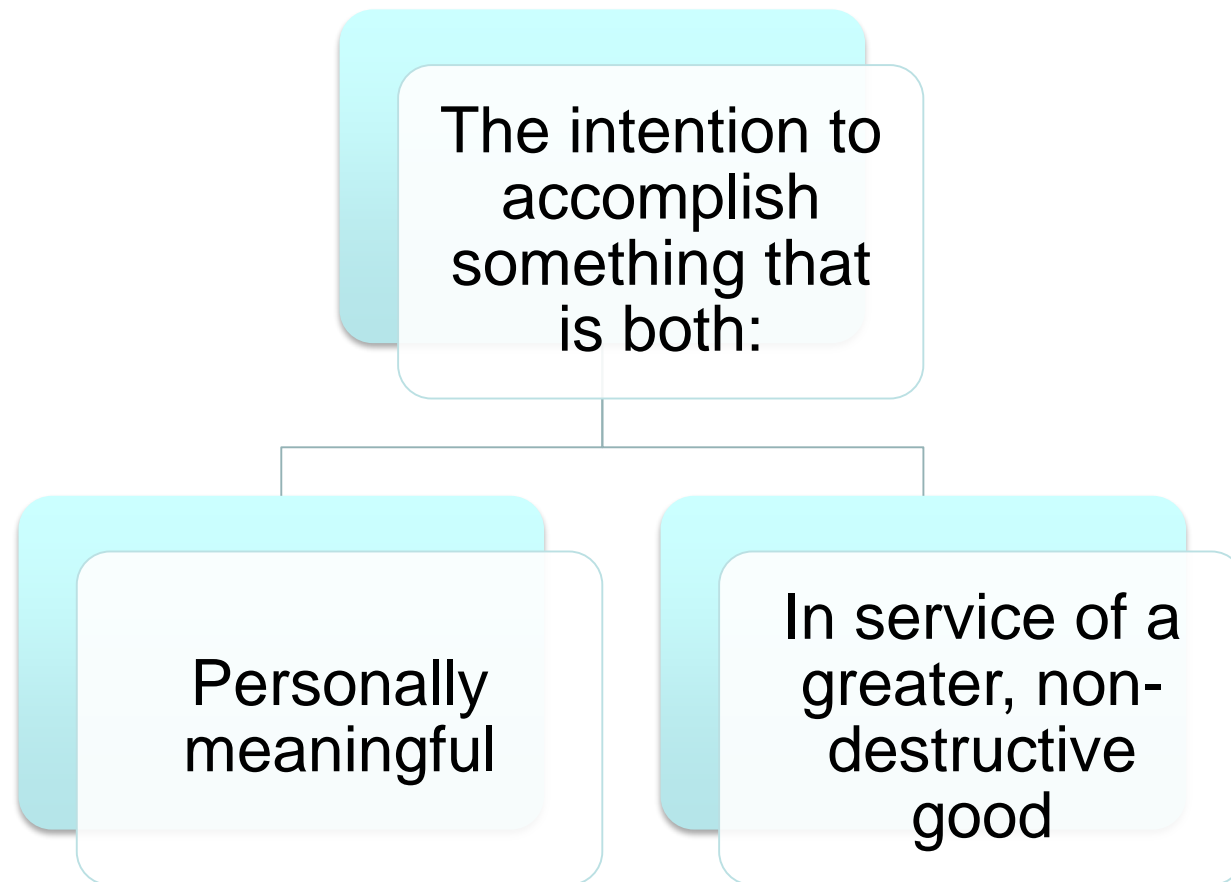 The intention to
accomplish
something that
is both:
Personally
meaningful
In service of a
greater, non-
destructive
good